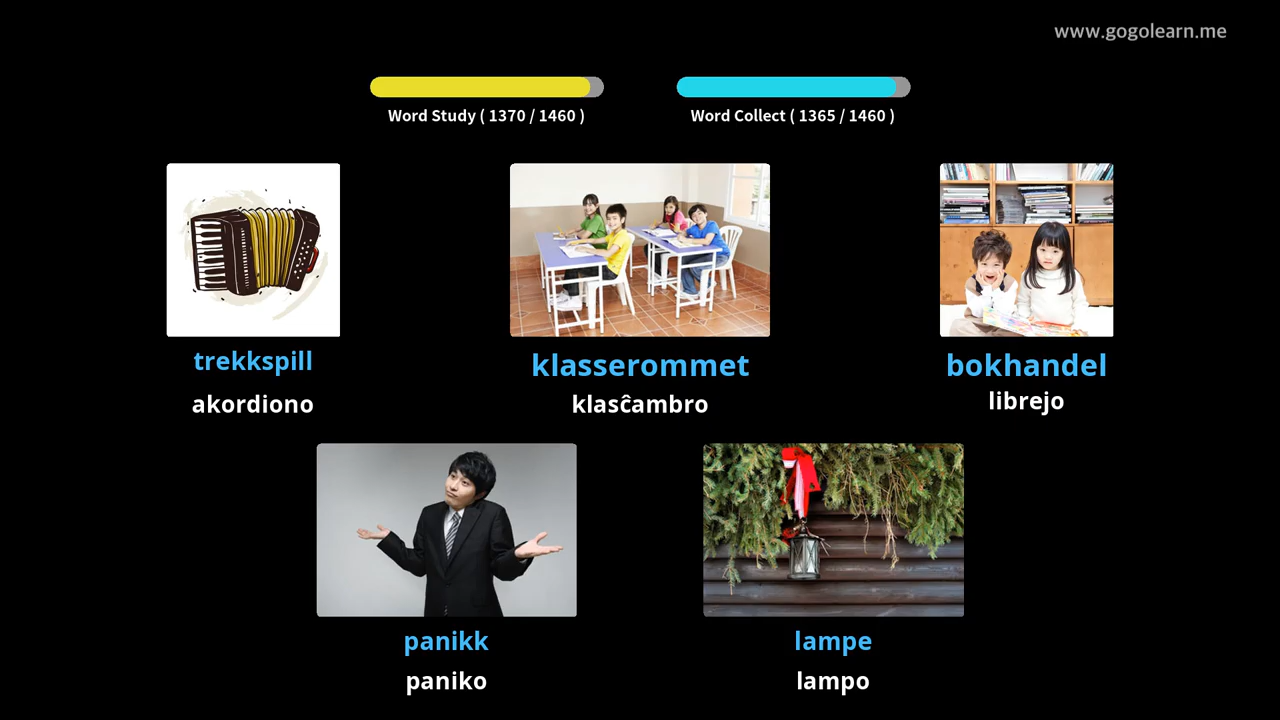 www.gogolearn.me
Word Study ( 1370 / 1460 )
Word Collect ( 1365 / 1460 )
trekkspill
akordiono
klasserommet
klasĉambro
bokhandel
librejo
panikk
paniko
lampe
lampo